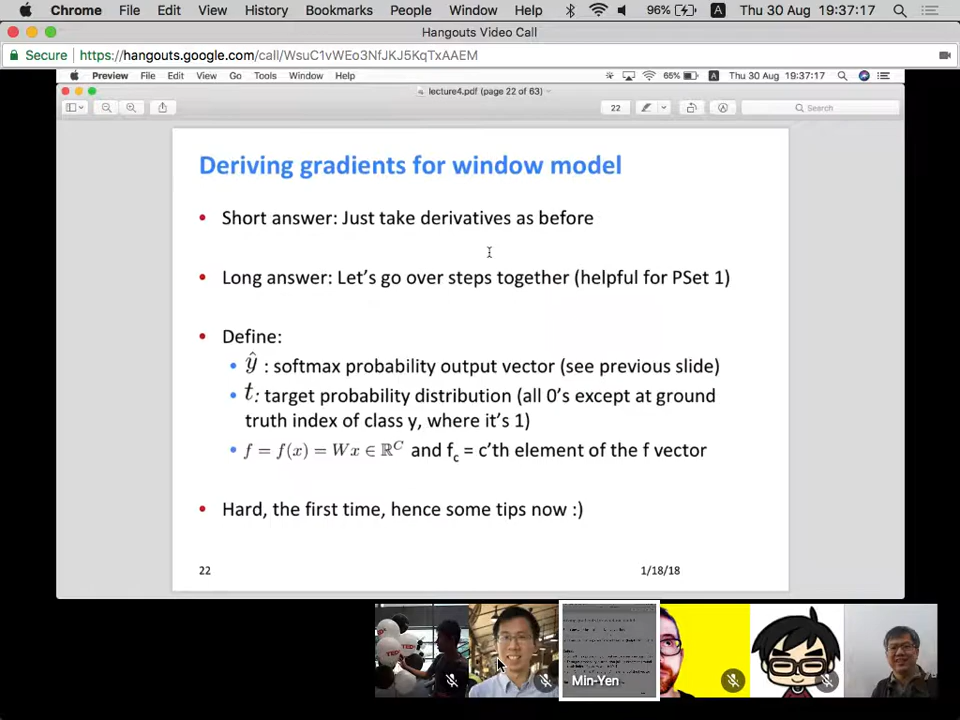 Chrome File Edit View History Bookmarks People Window Help 96% A Thu 30 Aug 19:37:17
Hangouts Video Call
Secure https://hangouts.google.com/call/WsuC1vWEo3NfJKJ5KqTxAAEM
Preview File Edit View Go Tools Window Help 65% A Thu 30 Aug 19:37:17
lecture4.pdf (page 22 of 63)
22 Search
Deriving gradients for window model
• Short answer: Just take derivatives as before
• Long answer: Let's go over steps together (helpful for PSet 1)
• Define:
• ŷ : softmax probability output vector (see previous slide)
• t: target probability distribution (all 0's except at ground
truth index of class y, where it's 1)
• f = f(x) = Wx ∈ ℝ^C and f_c = c'th element of the f vector
• Hard, the first time, hence some tips now :)
22 1/18/18
Min-Yen